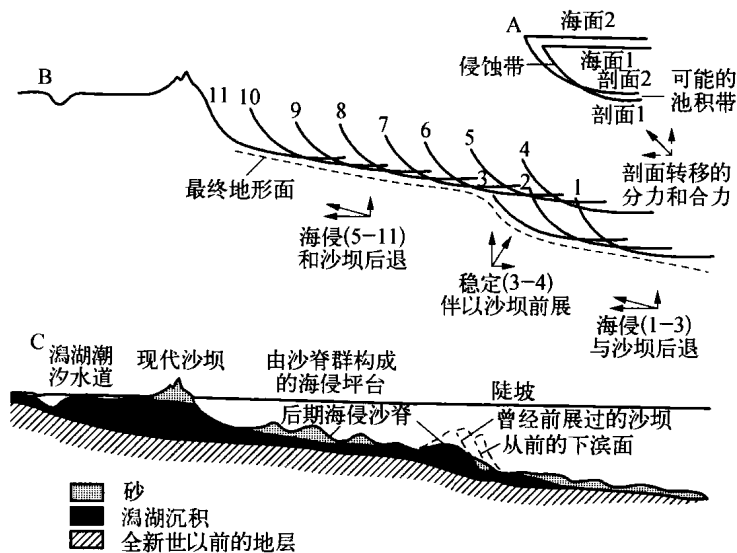 A
海面2
海面1
侵蚀带
剖面2
剖面1
可能的
池积带
剖面转移的
分力和合力
B
11
10
9
8
7
6
5
4
3
2
1
最终地形面
海侵(5-11)
和沙坝后退
稳定(3-4)
伴以沙坝前展
海侵(1-3)
与沙坝后退
C
潟湖潮
汐水道
现代沙坝
由沙脊群构成
的海侵坪台
后期海侵沙脊
陡坡
曾经前展过的沙坝
从前的下滨面
砂
潟湖沉积
全新世以前的地层